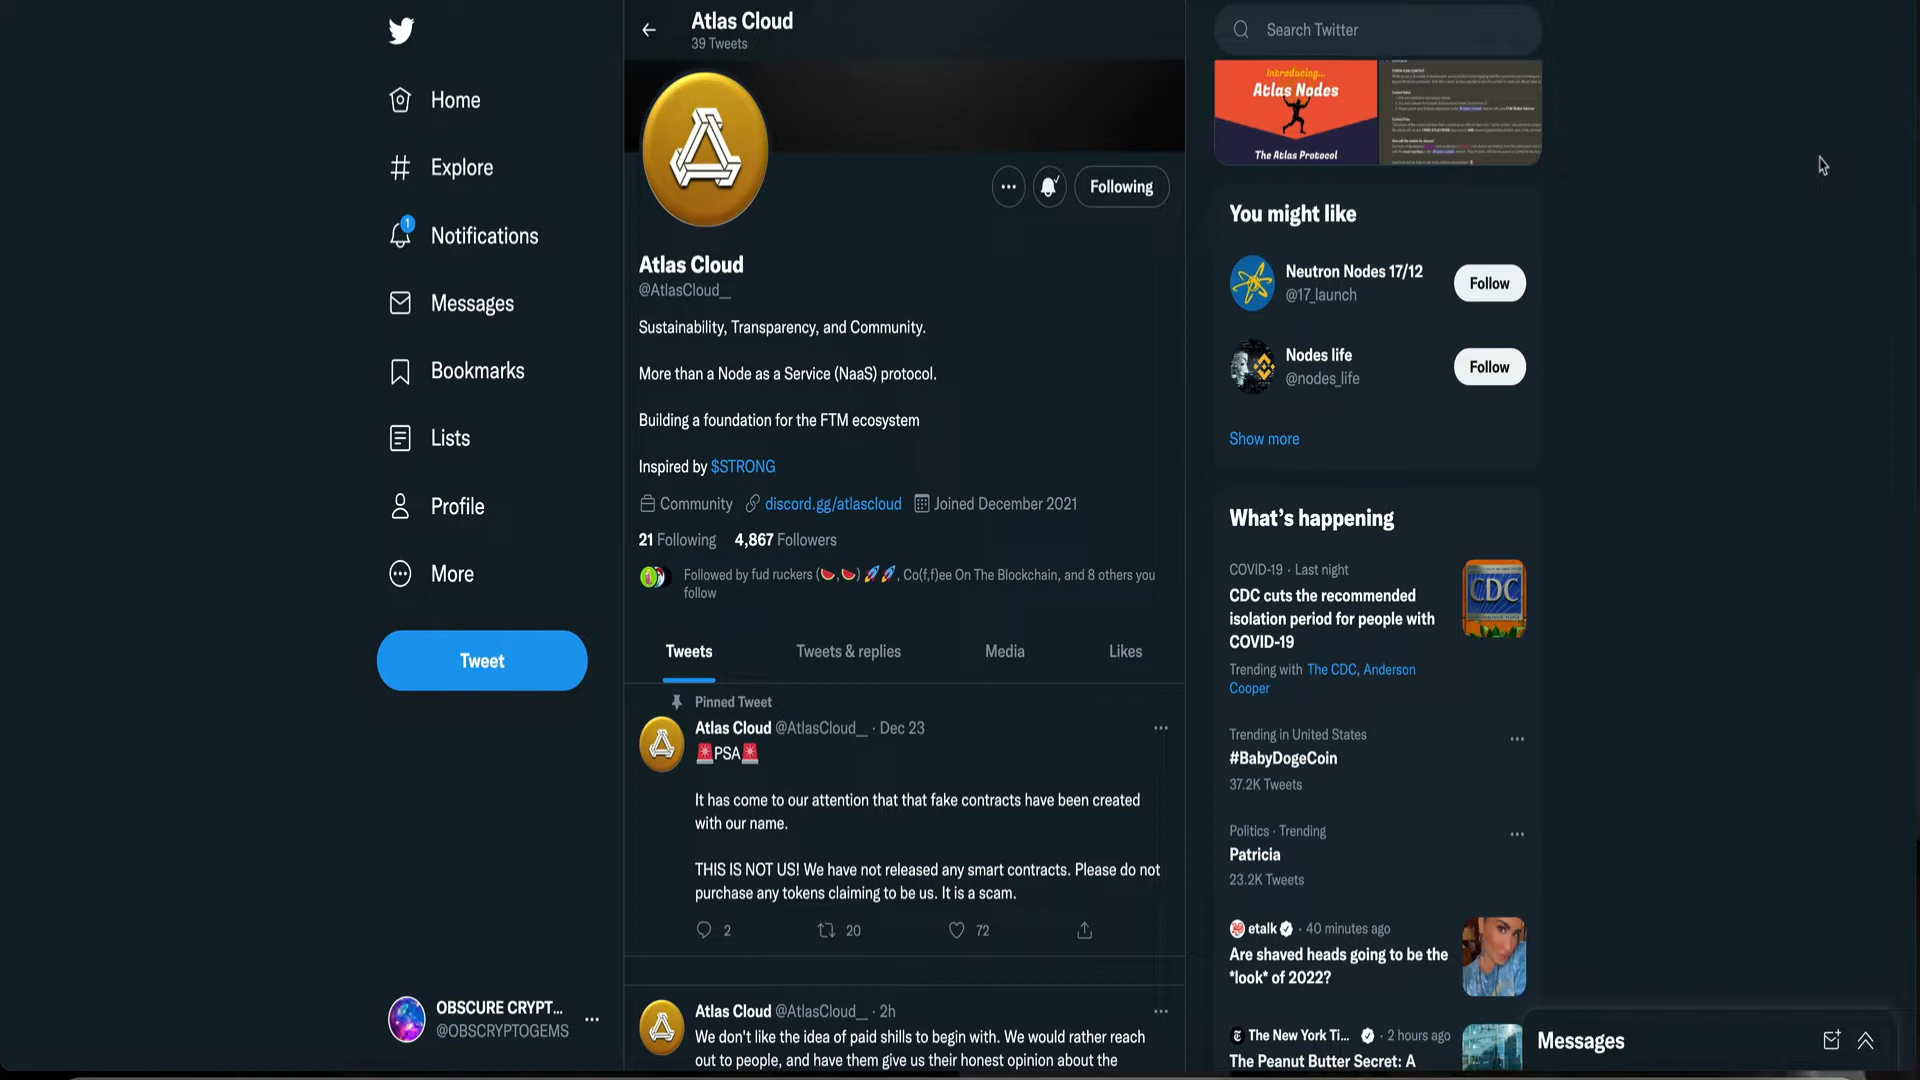 Home
Explore
1
Notifications
Messages
Bookmarks
Lists
Profile
More
Tweet
OBSCURE CRYPT...
@OBSCRYPTOGEMS
Atlas Cloud
39 Tweets
Following
Atlas Cloud
@AtlasCloud__
Sustainability, Transparency, and Community.
More than a Node as a Service (NaaS) protocol.
Building a foundation for the FTM ecosystem
Inspired by $STRONG
Community discord.gg/atlascloud Joined December 2021
21 Following 4,867 Followers
Followed by fud ruckers (🍉,🍉) 🚀🚀, Co(f,f)ee On The Blockchain, and 8 others you
follow
Tweets Tweets & replies Media Likes
Pinned Tweet
Atlas Cloud @AtlasCloud__ · Dec 23
🚨PSA🚨
It has come to our attention that that fake contracts have been created
with our name.
THIS IS NOT US! We have not released any smart contracts. Please do not
purchase any tokens claiming to be us. It is a scam.
2 20 72
Atlas Cloud @AtlasCloud__ · 2h
We don't like the idea of paid shills to begin with. We would rather reach
out to people, and have them give us their honest opinion about the
Search Twitter
Introducing...
Atlas Nodes
The Atlas Protocol
You might like
Neutron Nodes 17/12
@17_launch
Follow
Nodes life
@nodes_life
Follow
Show more
What's happening
COVID-19 · Last night
CDC cuts the recommended
isolation period for people with
COVID-19
CDC
Trending with The CDC, Anderson
Cooper
Trending in United States
#BabyDogeCoin
37.2K Tweets
Politics · Trending
Patricia
23.2K Tweets
etalk · 40 minutes ago
Are shaved heads going to be the
*look* of 2022?
The New York Ti... · 2 hours ago
The Peanut Butter Secret: A
Messages